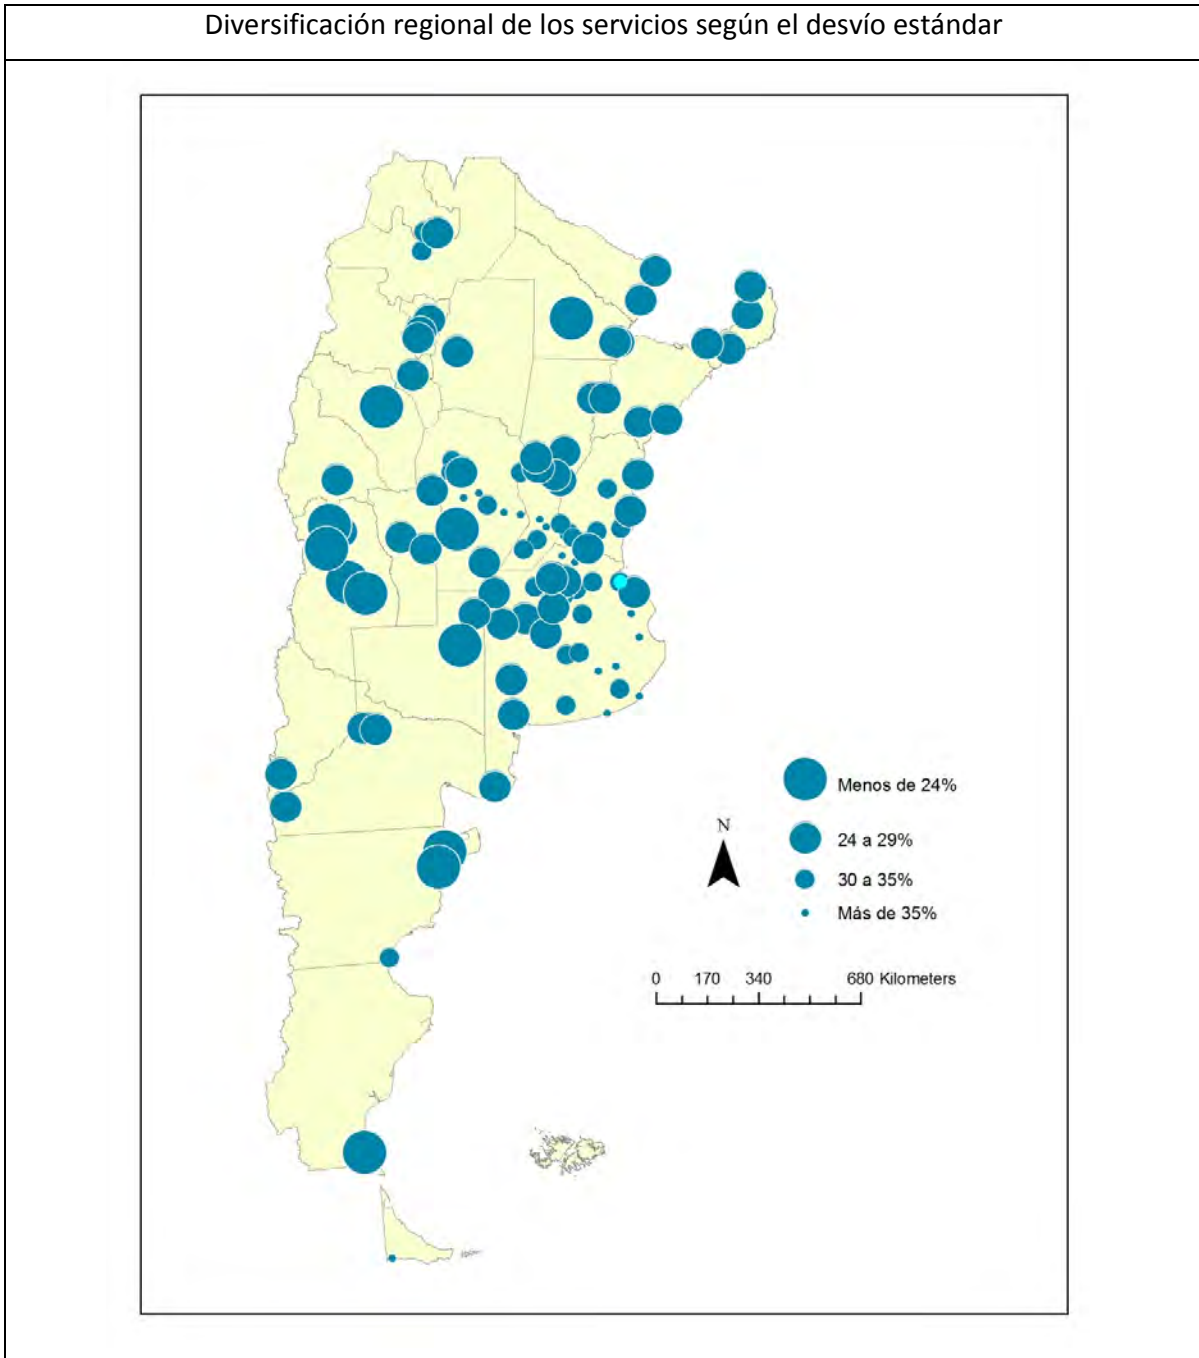 Diversificación regional de los servicios según el desvío estándar
Menos de 24%
N
24 a 29%
30 a 35%
Más de 35%
0 170 340 680 Kilometers